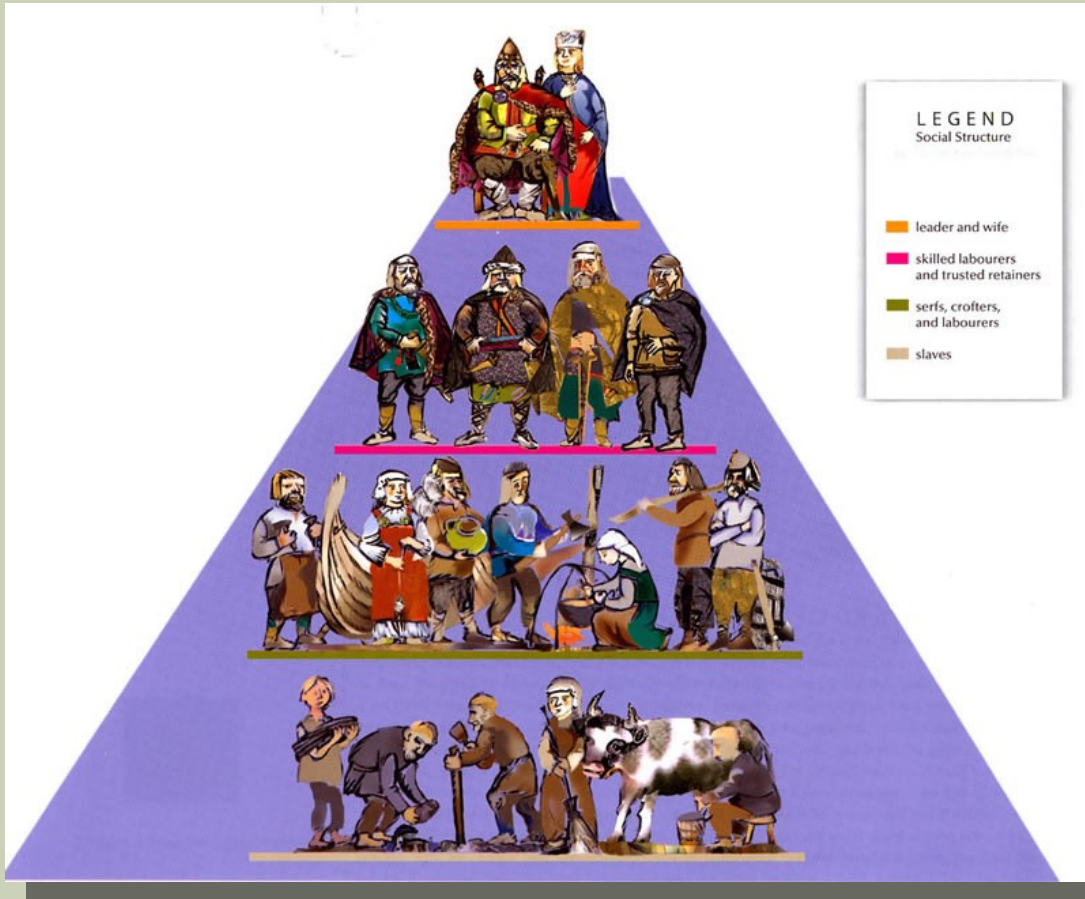 LEGEND
Social Structure
leader and wife
skilled labourers
and trusted retainers
serfs, crofters,
and labourers
slaves